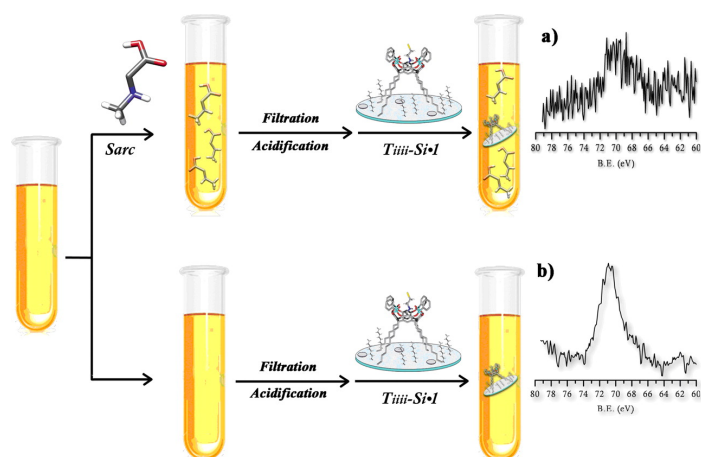 a)
Sarc
Filtration
Acidification
Tiiii-Si•1
80 78 76 74 72 70 68 66 64 62 60
B.E. (eV)
b)
Filtration
Acidification
Tiiii-Si•1
80 78 76 74 72 70 68 66 64 62 60
B.E. (eV)